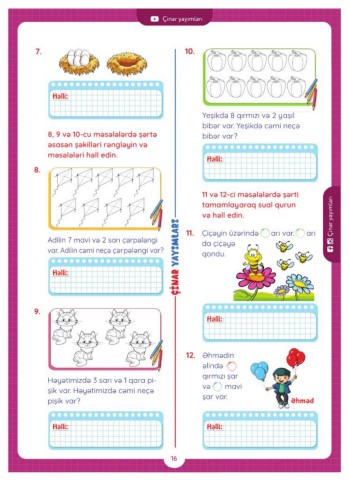 Çinar yayımları
7.
Həlli:
8, 9 və 10-cu məsələlərdə şərtə
əsasən şəkilləri rəngləyin və
məsələləri həll edin.
8.
Adilin 7 mavi və 2 sarı çərpələngi
var. Adilin cəmi neçə çərpələngi var?
Həlli:
9.
Həyətimizdə 3 sarı və 1 qara pi-
şik var. Həyətimizdə cəmi neçə
pişik var?
Həlli:
ÇİNAR YAYIMLARI
10.
Yeşikdə 8 qırmızı və 2 yaşıl
bibər var. Yeşikdə cəmi neçə
bibər var?
Həlli:
11 və 12-ci məsələlərdə şərti
tamamlayaraq sual qurun
və həll edin.
11. Çiçəyin üzərində arı var. arı
da çiçəyə
qondu.
Həlli:
12. Əhmədin
əlində
qırmızı şar
və mavi
şar var.
Əhməd
Həlli:
Çinar yayımları
16